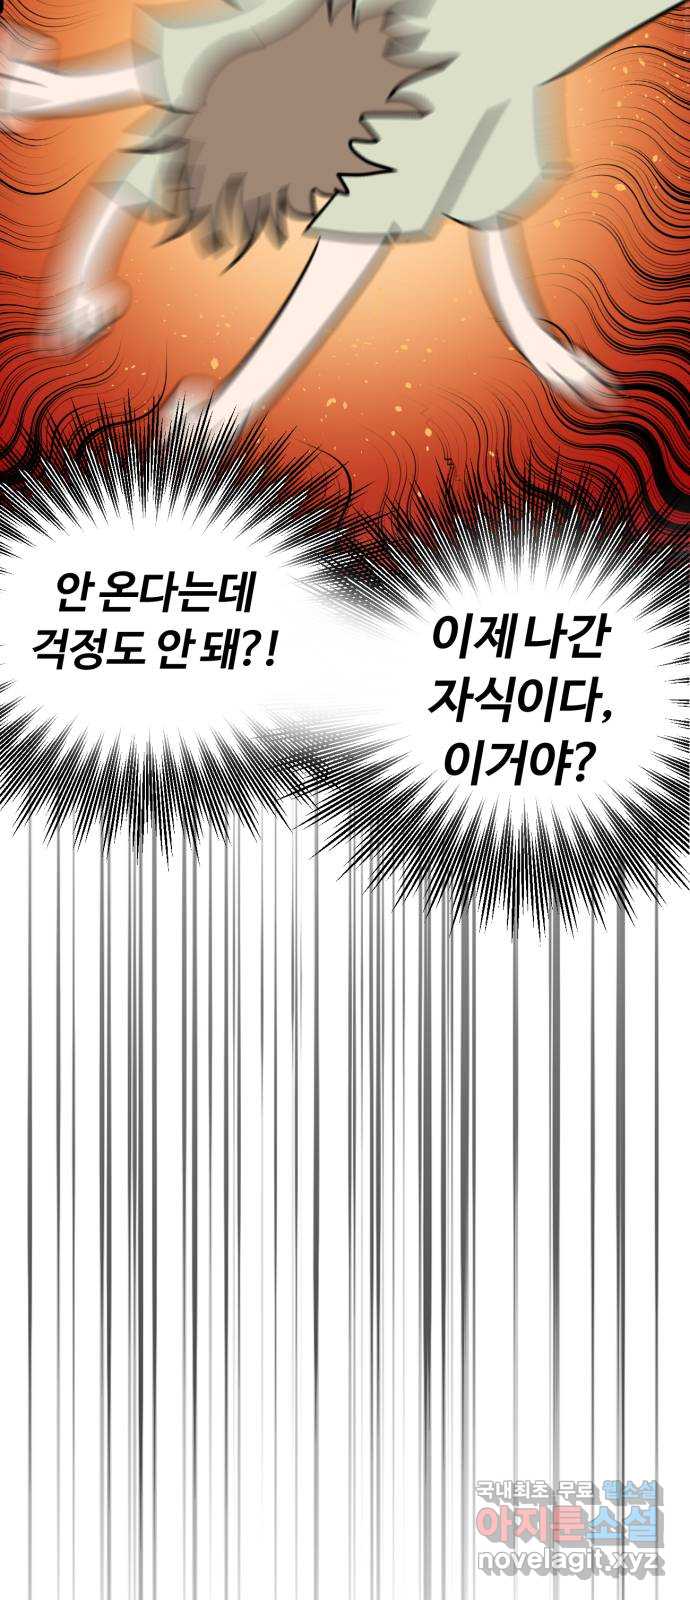 안 온다는데
걱정도 안 돼?!
이제 나간
자식이다,
이거야?
국내최초 무료 웹소설
아지툰소설
novelagit.xyz